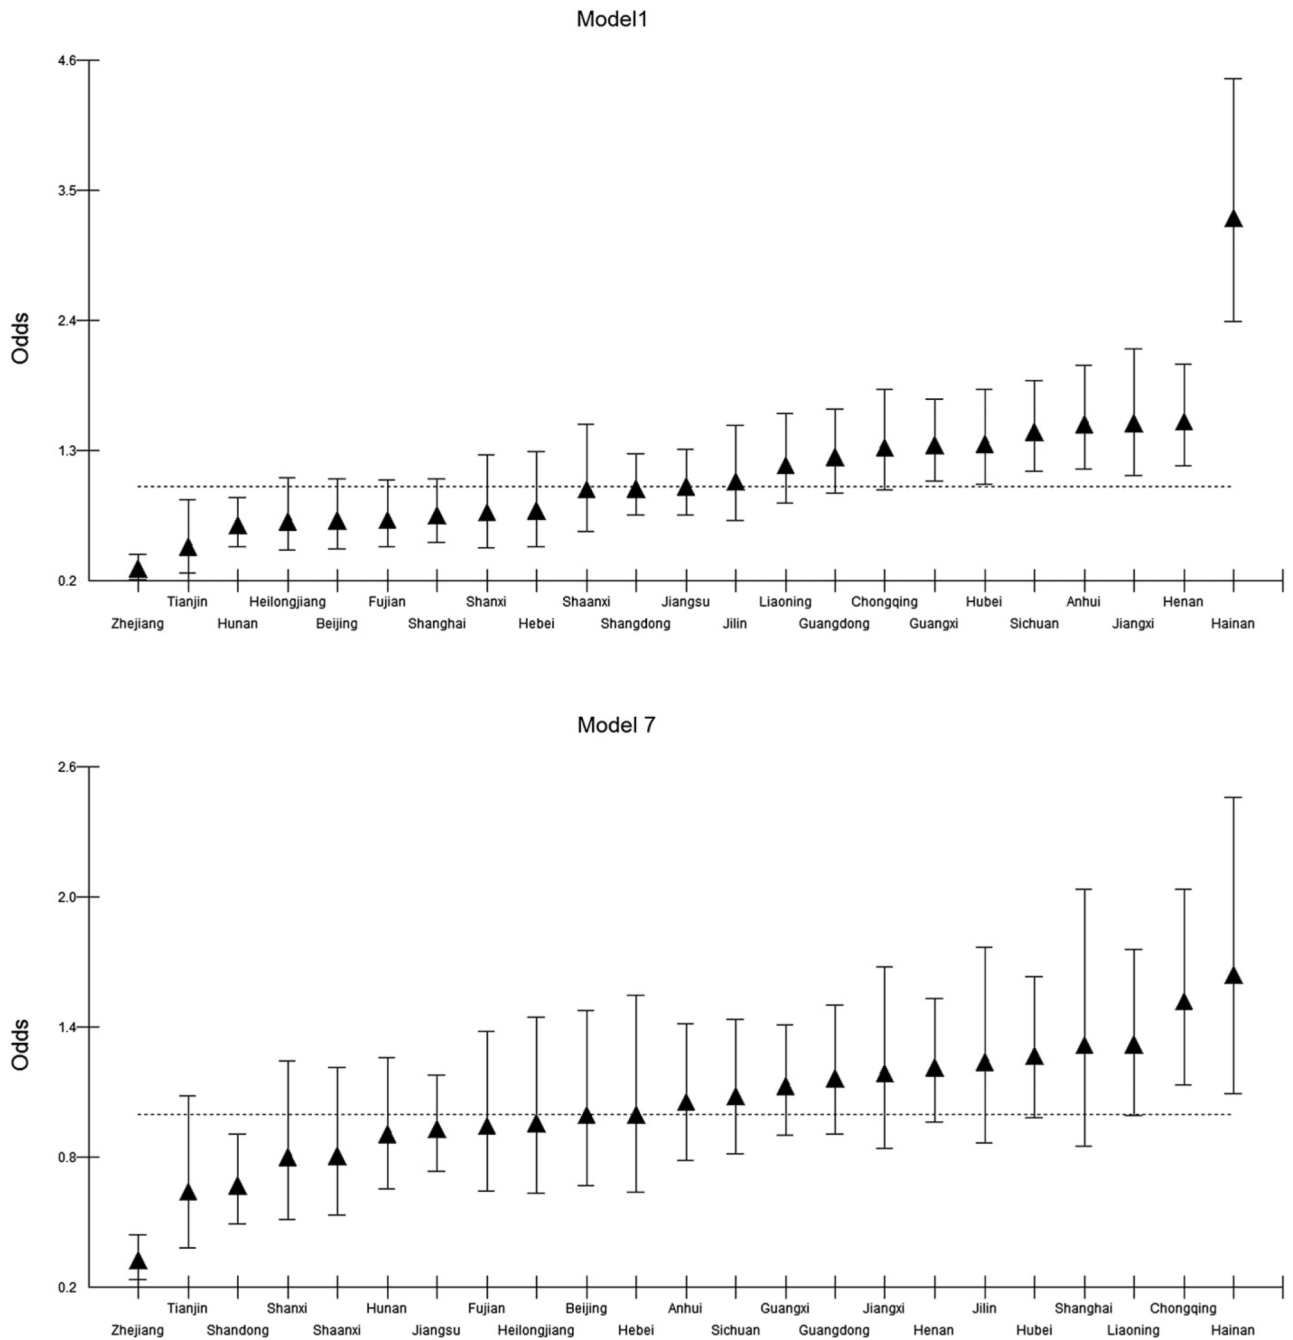 Model1
4.6
3.5
Odds
2.4
1.3
0.2
Tianjin Heilongjiang Fujian Shanxi Shaanxi Jiangsu Liaoning Chongqing Hubei Anhui Henan
Zhejiang Hunan Beijing Shanghai Hebei Shangdong Jilin Guangdong Guangxi Sichuan Jiangxi Hainan
Model 7
2.6
2.0
Odds
1.4
0.8
0.2
Tianjin Shanxi Hunan Fujian Beijing Anhui Guangxi Jiangxi Jilin Shanghai Chongqing
Zhejiang Shandong Shaanxi Jiangsu Heilongjiang Hebei Sichuan Guangdong Henan Hubei Liaoning Hainan